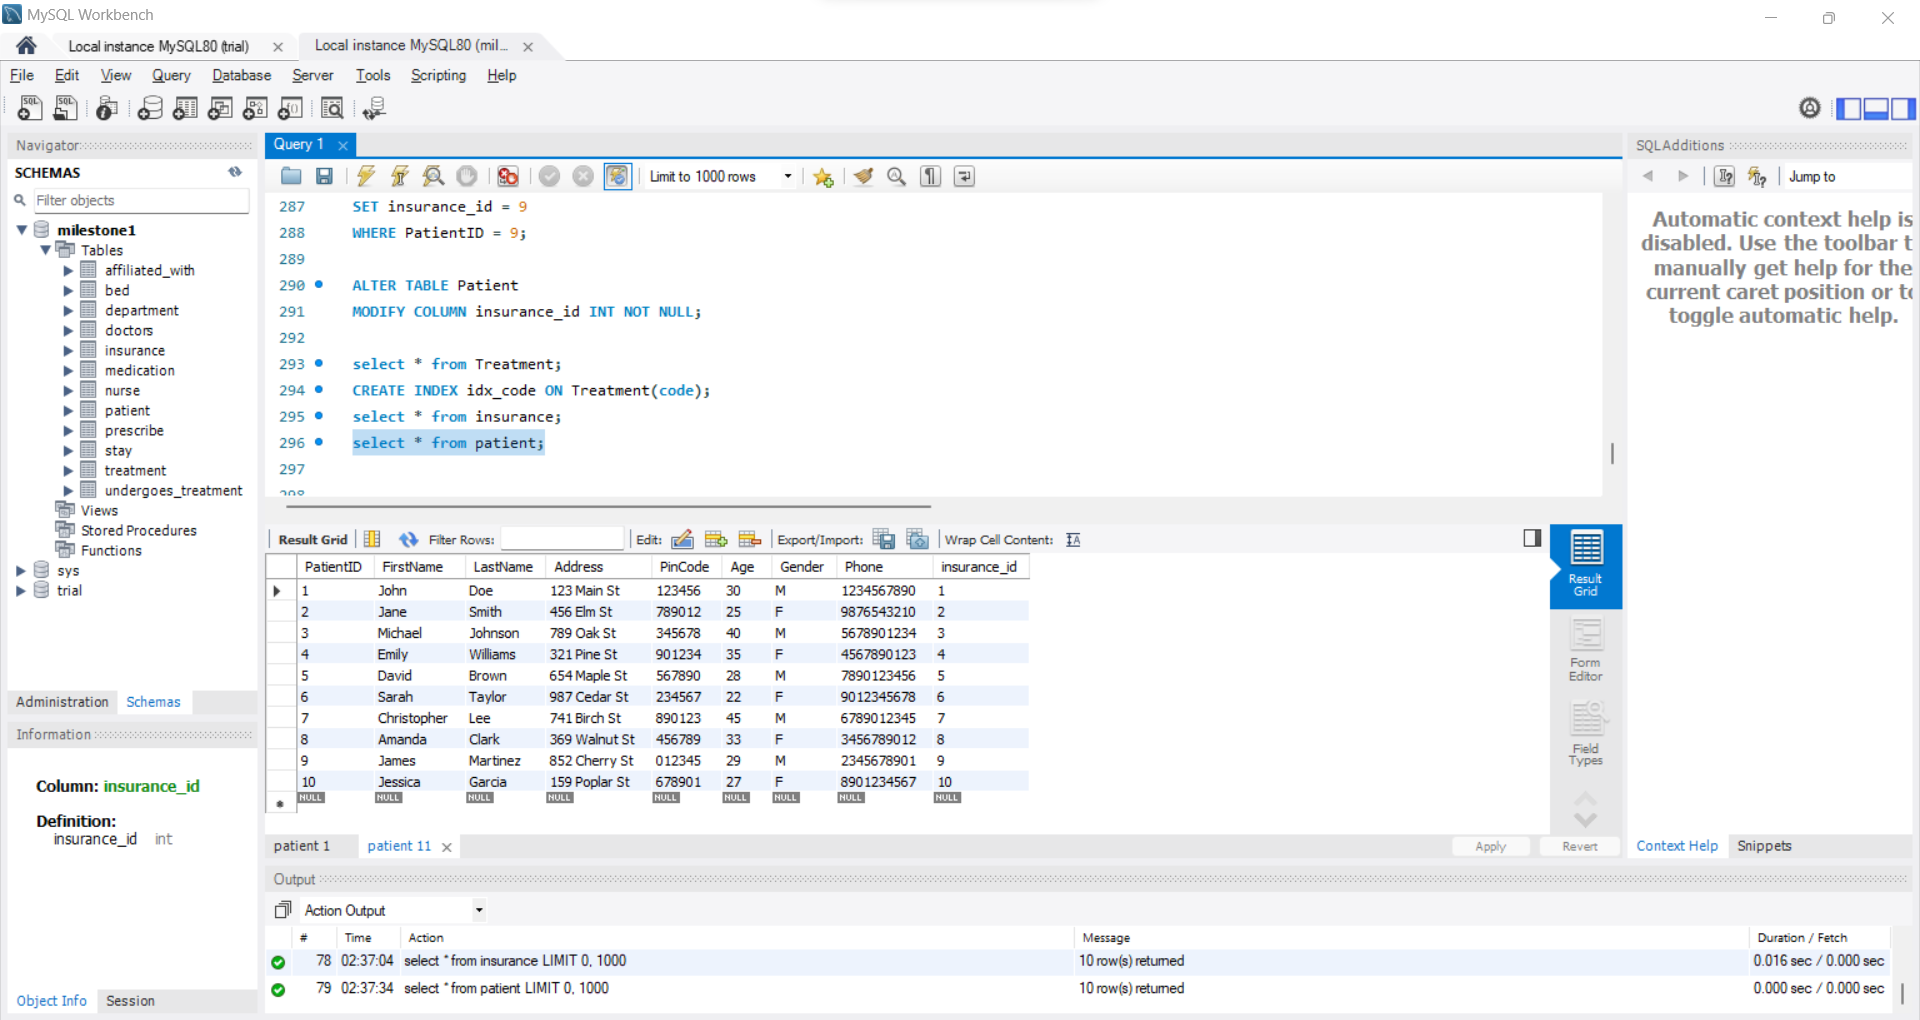 MySQL Workbench
Local instance MySQL80 (trial)
Local instance MySQL80 (mil...
File Edit View Query Database Server Tools Scripting Help
Navigator
SCHEMAS
Filter objects
milestone1
Tables
affiliated_with
bed
department
doctors
insurance
medication
nurse
patient
prescribe
stay
treatment
undergoes_treatment
Views
Stored Procedures
Functions
sys
trial
Administration Schemas
Information
Column: insurance_id
Definition:
insurance_id int
Object Info Session
Query 1
Limit to 1000 rows
287 SET insurance_id = 9
288 WHERE PatientID = 9;
289
290 ALTER TABLE Patient
291 MODIFY COLUMN insurance_id INT NOT NULL;
292
293 select * from Treatment;
294 CREATE INDEX idx_code ON Treatment(code);
295 select * from insurance;
296 select * from patient;
297
298
Result Grid Filter Rows: Edit: Export/Import: Wrap Cell Content:
PatientID FirstName LastName Address PinCode Age Gender Phone insurance_id
1 John Doe 123 Main St 123456 30 M 1234567890 1
2 Jane Smith 456 Elm St 789012 25 F 9876543210 2
3 Michael Johnson 789 Oak St 345678 40 M 5678901234 3
4 Emily Williams 321 Pine St 901234 35 F 4567890123 4
5 David Brown 654 Maple St 567890 28 M 7890123456 5
6 Sarah Taylor 987 Cedar St 234567 22 F 9012345678 6
7 Christopher Lee 741 Birch St 890123 45 M 6789012345 7
8 Amanda Clark 369 Walnut St 456789 33 F 3456789012 8
9 James Martinez 852 Cherry St 012345 29 M 2345678901 9
10 Jessica Garcia 159 Poplar St 678901 27 F 8901234567 10
NULL NULL NULL NULL NULL NULL NULL NULL NULL
Result
Grid
Form
Editor
Field
Types
patient 1 patient 11
Apply Revert
SQLAdditions
Jump to
Automatic context help is
disabled. Use the toolbar t
manually get help for the
current caret position or to
toggle automatic help.
Context Help Snippets
Output
Action Output
# Time Action Message Duration / Fetch
78 02:37:04 select * from insurance LIMIT 0, 1000 10 row(s) returned 0.016 sec / 0.000 sec
79 02:37:34 select * from patient LIMIT 0, 1000 10 row(s) returned 0.000 sec / 0.000 sec